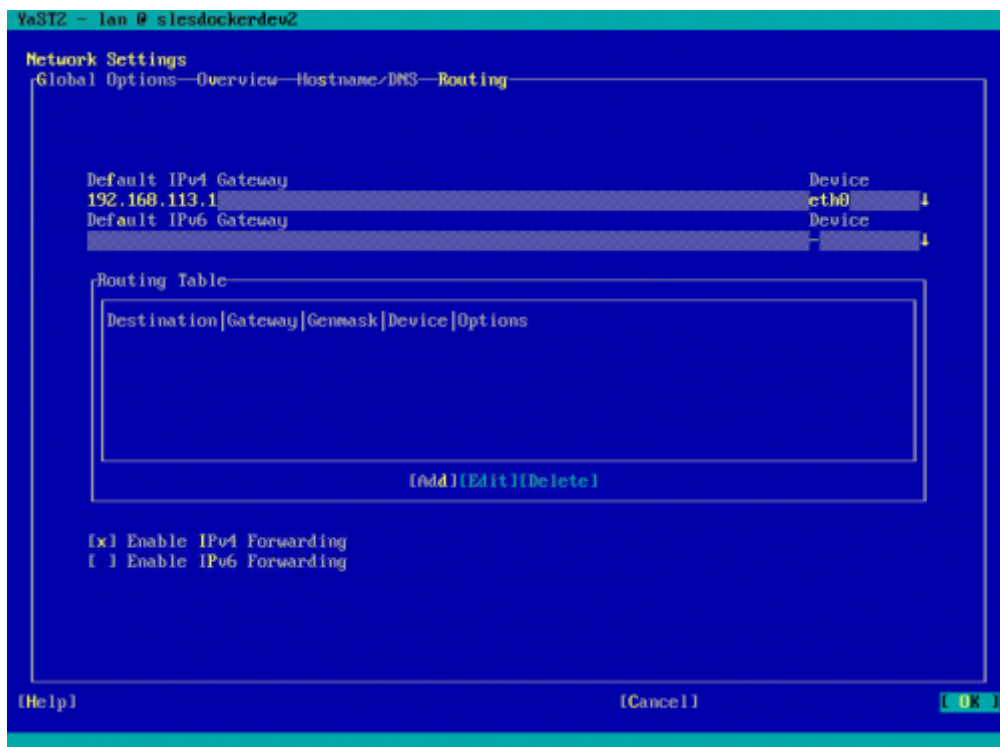 YaST2 - lan @ slesdockerdev2
Network Settings
Global Options—Overview—Hostname/DNS—Routing
Default IPv4 Gateway Device
192.168.113.1 eth0 ↓
Default IPv6 Gateway Device
- ↓
Routing Table
Destination|Gateway|Genmask|Device|Options
[Add][Edit][Delete]
[x] Enable IPv4 Forwarding
[ ] Enable IPv6 Forwarding
[Help] [Cancel] [ OK ]